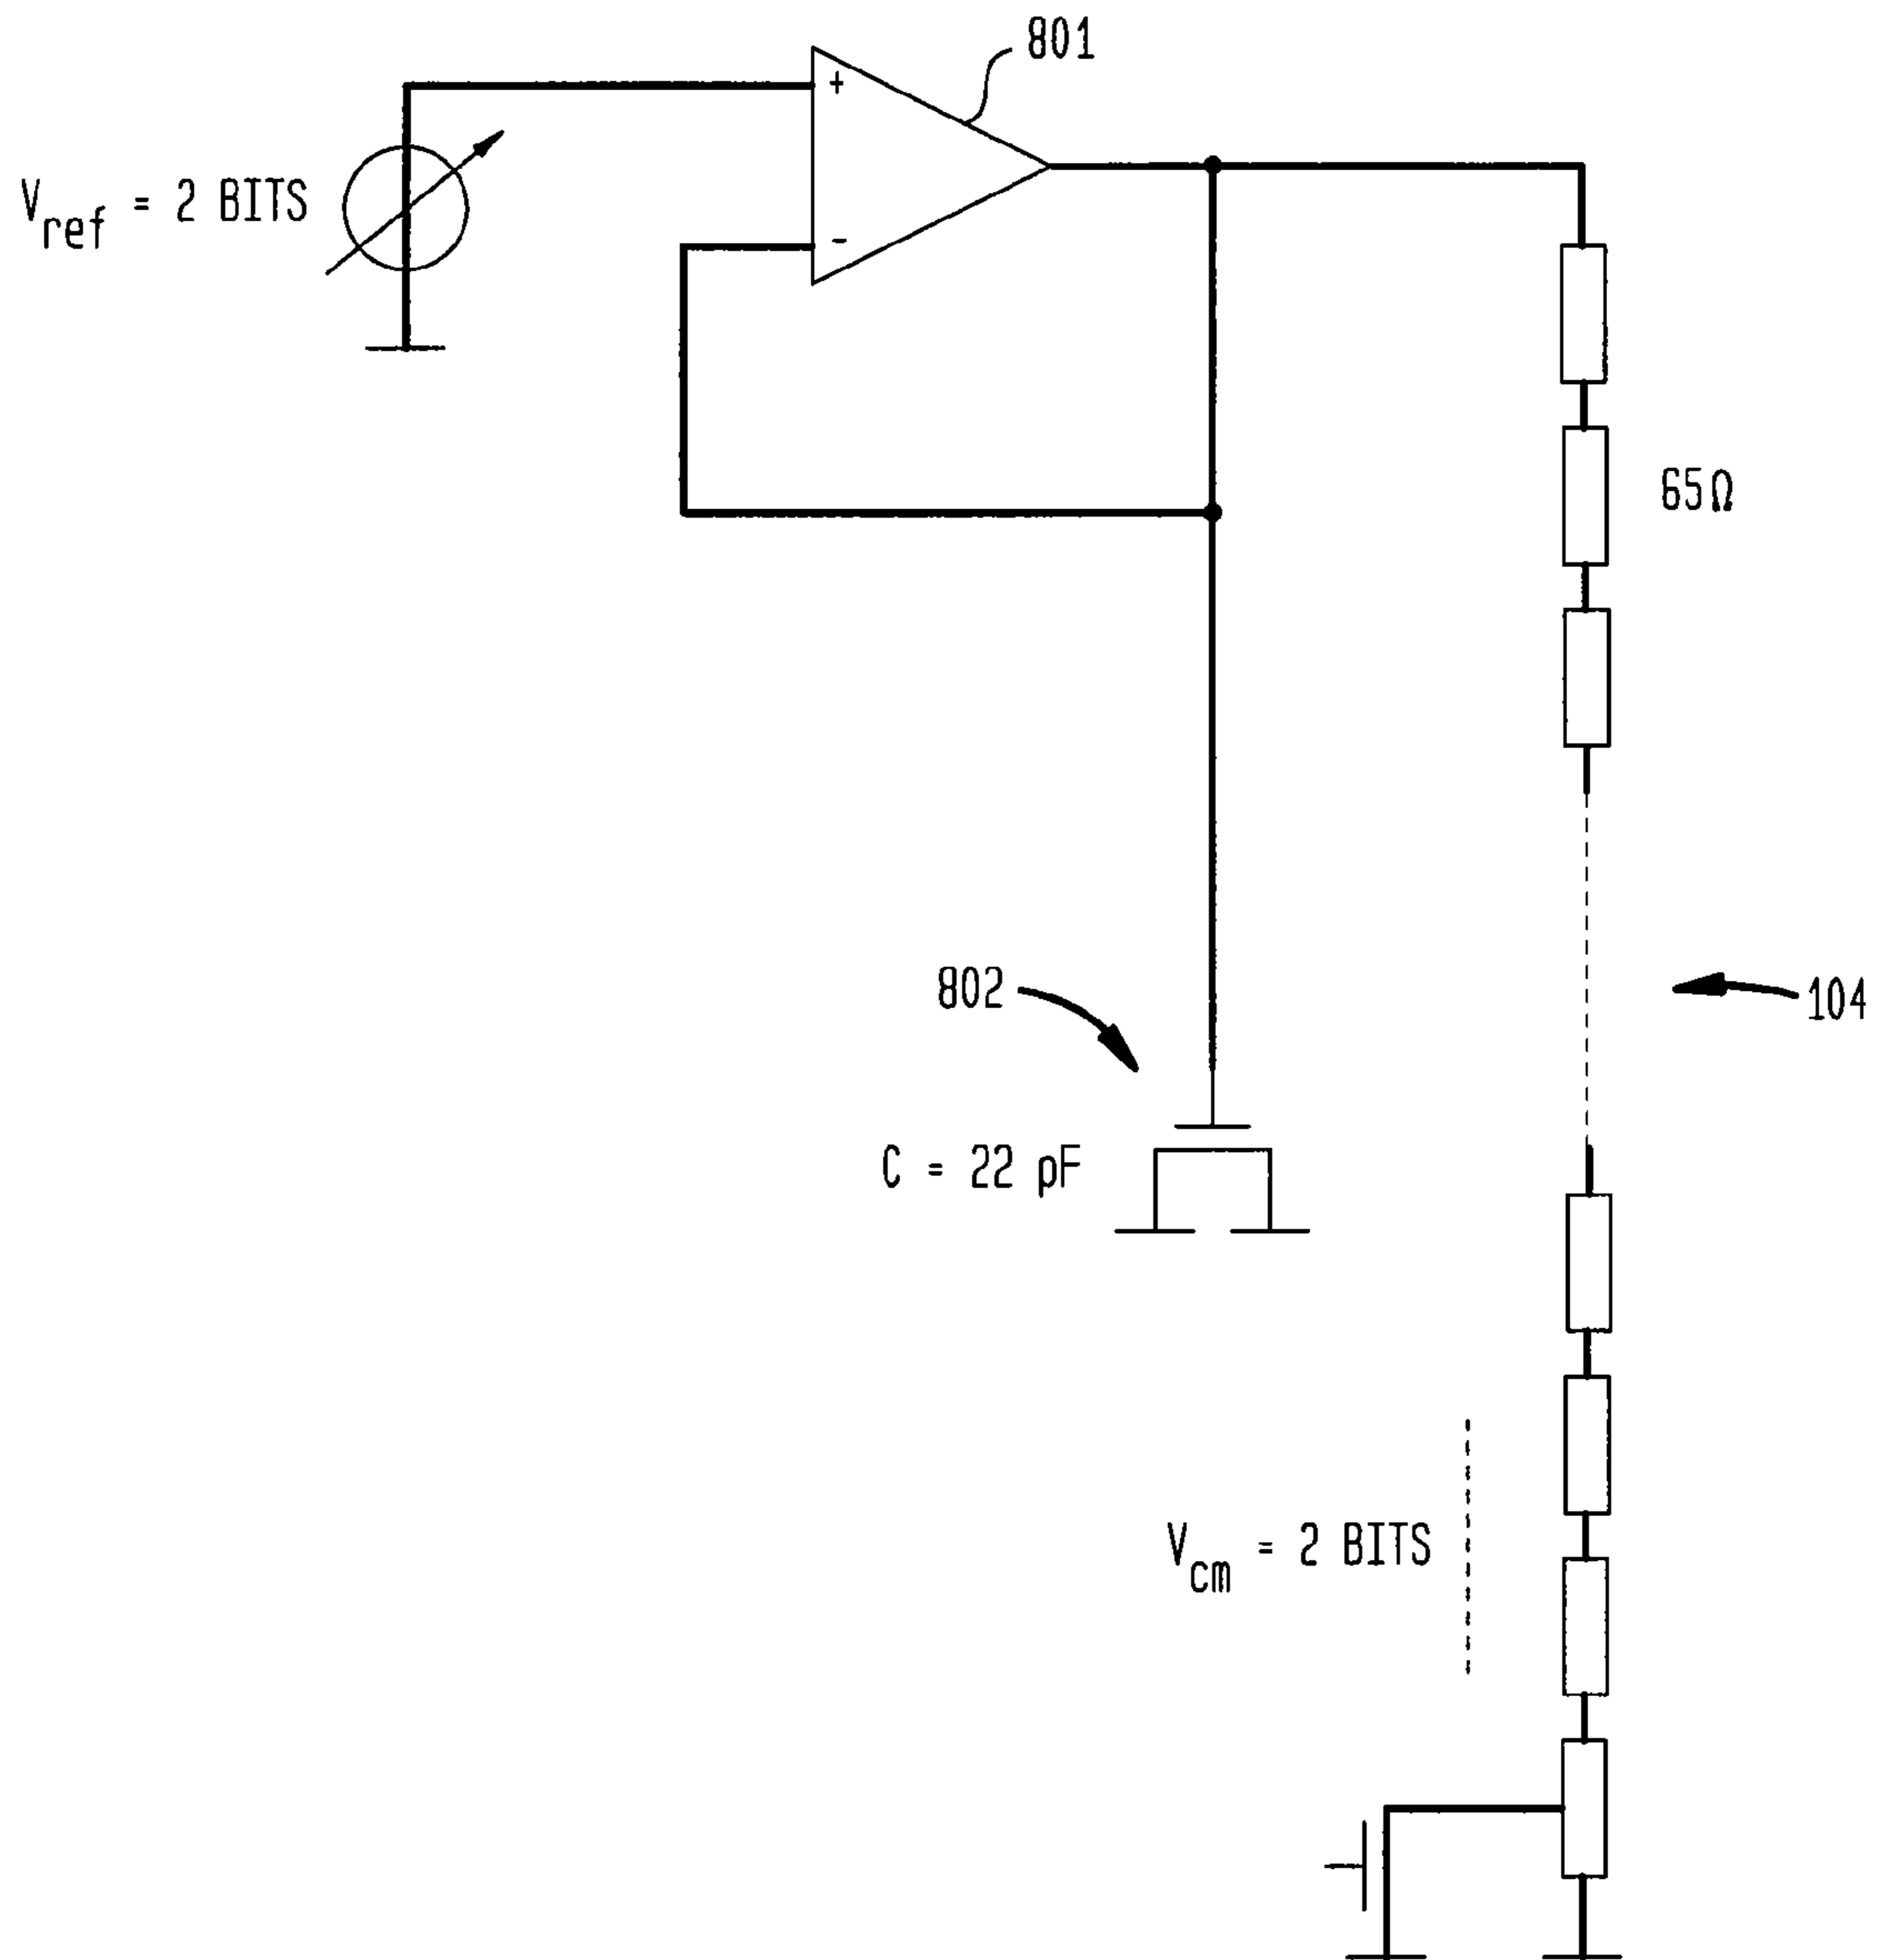 801
+
V_ref = 2 BITS
-
65Ω
802
104
C = 22 pF
V_cm = 2 BITS